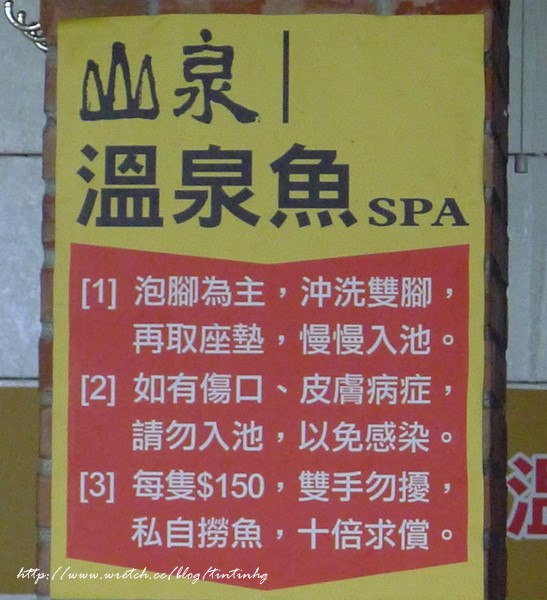 山泉
溫泉魚SPA
[1] 泡腳為主，沖洗雙腳，
再取座墊，慢慢入池。
[2] 如有傷口、皮膚病症，
請勿入池，以免感染。
[3] 每隻$150，雙手勿擾，
私自撈魚，十倍求償。
溫
http://www.wretch.cc/blog/tintinhg